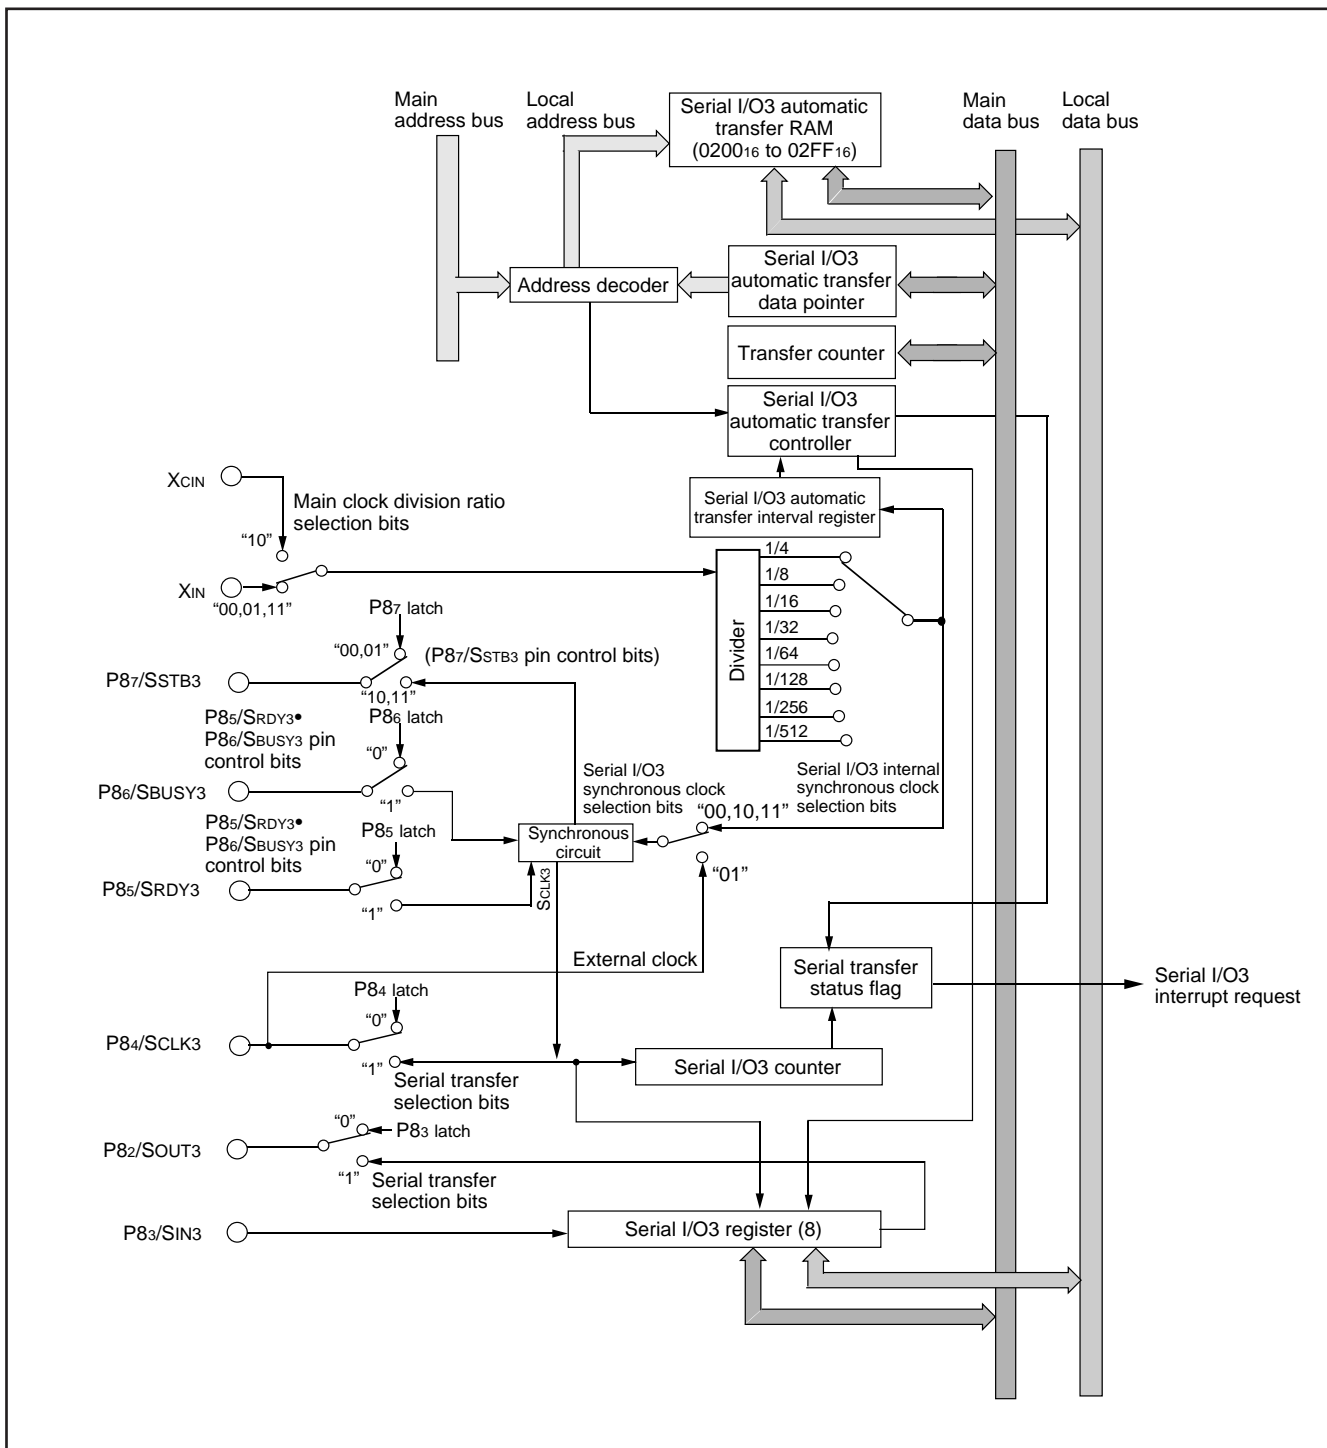 Main
address bus
Local
address bus
Serial I/O3 automatic
transfer RAM
(020016 to 02FF16)
Main
data bus
Local
data bus
Address decoder
Serial I/O3
automatic transfer
data pointer
Transfer counter
Serial I/O3
automatic transfer
controller
XCIN
Main clock division ratio
selection bits
“10”
XIN
“00,01,11”
Serial I/O3 automatic
transfer interval register
Divider
1/4
1/8
1/16
1/32
1/64
1/128
1/256
1/512
P87 latch
“00,01”
(P87/SSTB3 pin control bits)
P87/SSTB3
“10,11”
P85/SRDY3•
P86/SBUSY3 pin
control bits
P86 latch
“0”
P86/SBUSY3
“1”
Serial I/O3
synchronous clock
selection bits
Serial I/O3 internal
synchronous clock
selection bits
“00,10,11”
“01”
Synchronous
circuit
SCLK3
P85/SRDY3•
P86/SBUSY3 pin
control bits
P85 latch
“0”
P85/SRDY3
“1”
External clock
Serial transfer
status flag
Serial I/O3
interrupt request
P84 latch
“0”
P84/SCLK3
“1”
Serial transfer
selection bits
Serial I/O3 counter
“0”
P83 latch
P82/SOUT3
“1”
Serial transfer
selection bits
P83/SIN3
Serial I/O3 register (8)